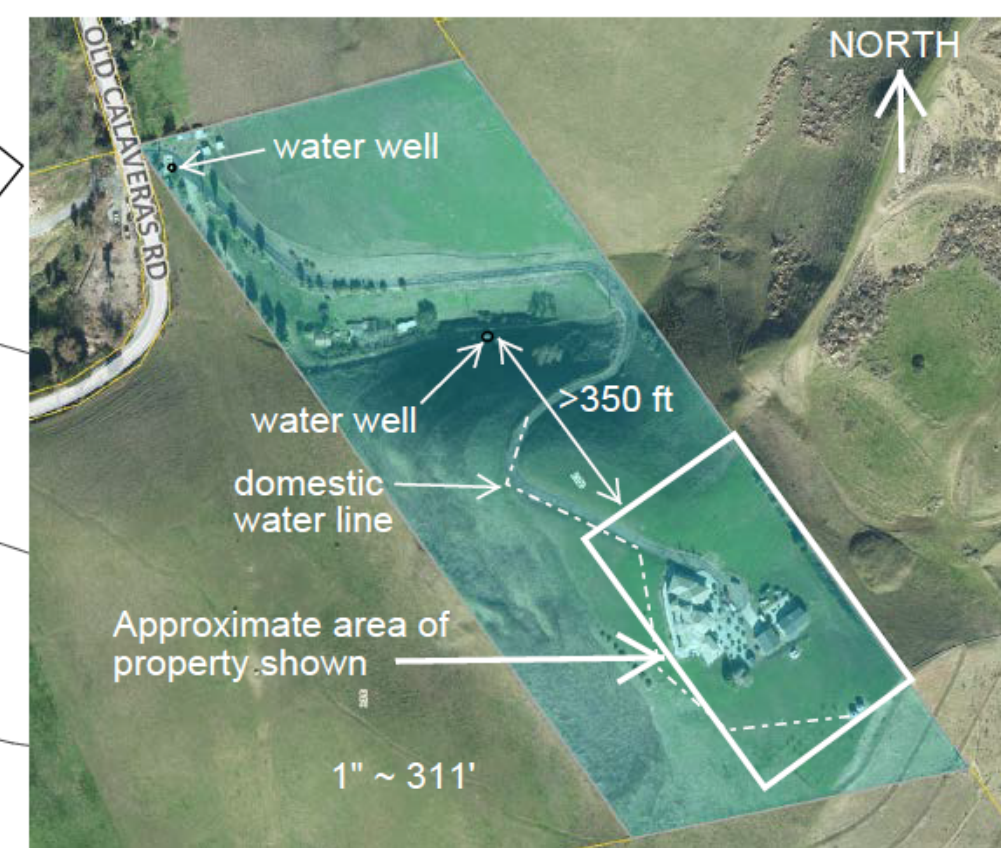 NORTH
OLD CALAVERAS RD
water well
>350 ft
water well
domestic
water line
Approximate area of
property shown
1" ~ 311'